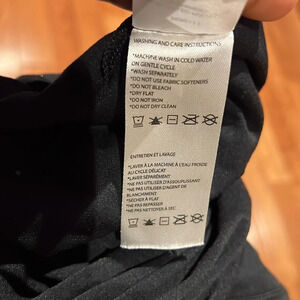 WASHING AND CARE INSTRUCTIONS
*MACHINE WASH IN COLD WATER
ON GENTLE CYCLE
*WASH SEPARATELY
*DO NOT USE FABRIC SOFTENERS
*DO NOT BLEACH
*DRY FLAT
*DO NOT IRON
*DO NOT DRY CLEAN
ENTRETIEN ET LAVAGE
*LAVER À LA MACHINE À L'EAU FROIDE
AU CYCLE DÉLICAT
*LAVER SÉPARÉMENT
*NE PAS UTILISER D'ASSOUPLISSANT
*NE PAS UTILISER D'AGENT DE
BLANCHIMENT
*SÉCHER À PLAT
*NE PAS REPASSER
*NE PAS NETTOYER À SEC